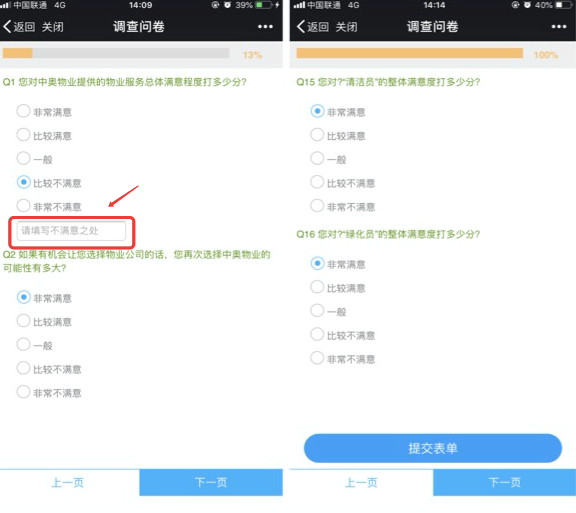 中国联通 4G 14:09 39%
返回 关闭 调查问卷
13%
Q1 您对中奥物业提供的物业服务总体满意程度打多少分?
非常满意
比较满意
一般
比较不满意
非常不满意
请填写不满意之处
Q2 如果有机会让您选择物业公司的话，您再次选择中奥物业的
可能性有多大?
非常满意
比较满意
一般
比较不满意
非常不满意
上一页 下一页
中国联通 4G 14:14 40%
返回 关闭 调查问卷
100%
Q15 您对?“清洁员”的整体满意度打多少分?
非常满意
比较满意
一般
比较不满意
非常不满意
Q16 您对?“绿化员”的整体满意度打多少分?
非常满意
比较满意
一般
比较不满意
非常不满意
提交表单
上一页 下一页